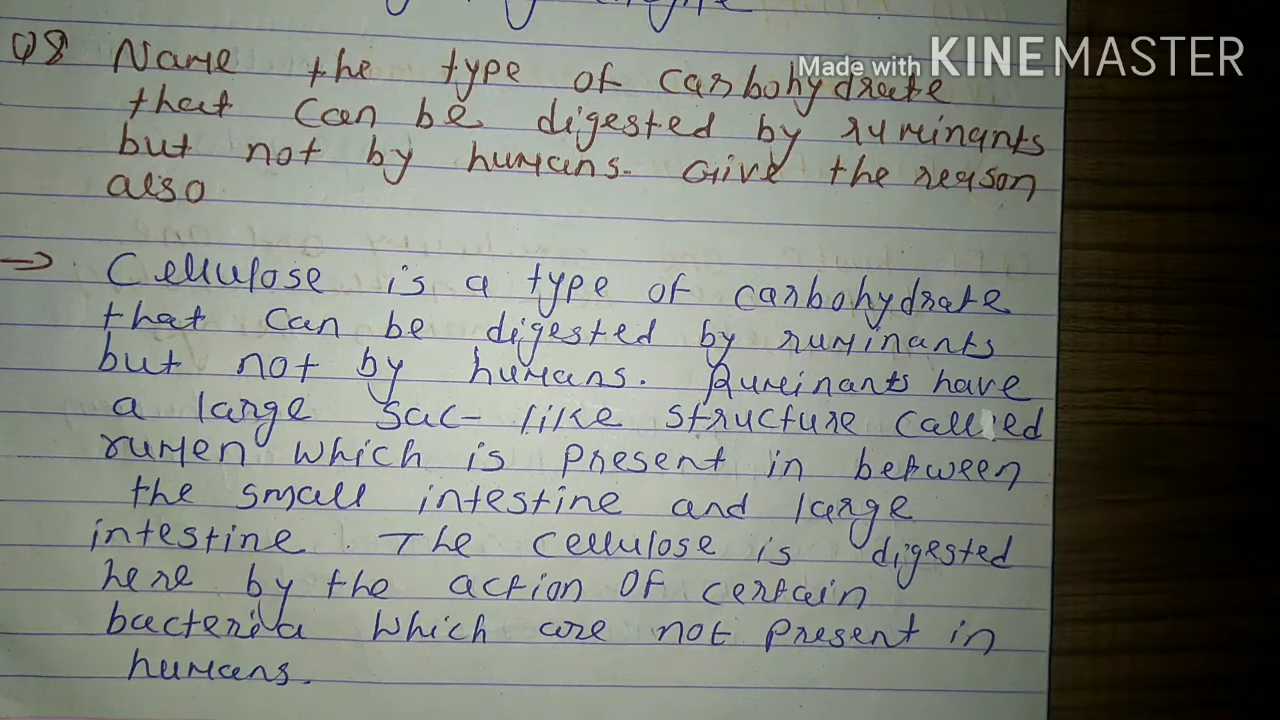 Made with KINEMASTER
Q8 Name the type of carbohydrate
that can be digested by ruminants
but not by humans. Give the reason
also
→ Cellulose is a type of carbohydrate
that can be digested by ruminants
but not by humans. Ruminants have
a large sac-like structure called
rumen which is present in between
the small intestine and large
intestine. The cellulose is digested
here by the action of certain
bacteria which are not present in
humans.